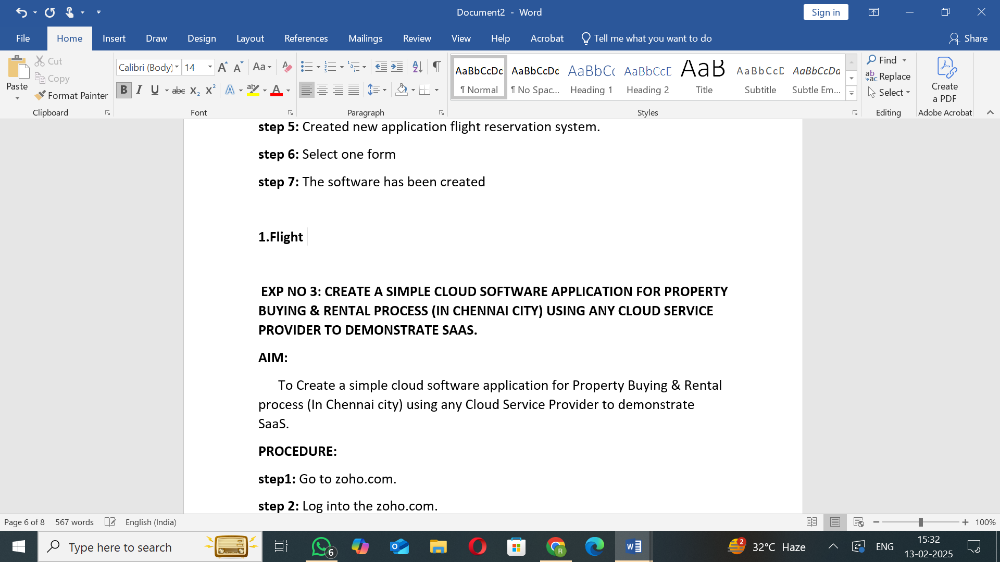 Document2 - Word
Sign in
File Home Insert Draw Design Layout References Mailings Review View Help Acrobat Tell me what you want to do Share
Paste
Cut
Copy
Format Painter
Clipboard
Calibri (Body) 14
Font
Paragraph
AaBbCcDc AaBbCcDc AaBbCc AaBbCcD AaB AaBbCcD AaBbCcDd
¶ Normal ¶ No Spac... Heading 1 Heading 2 Title Subtitle Subtle Em...
Styles
Find
Replace
Select
Editing
Create
a PDF
Adobe Acrobat
step 5: Created new application flight reservation system.
step 6: Select one form
step 7: The software has been created
1.Flight
EXP NO 3: CREATE A SIMPLE CLOUD SOFTWARE APPLICATION FOR PROPERTY
BUYING & RENTAL PROCESS (IN CHENNAI CITY) USING ANY CLOUD SERVICE
PROVIDER TO DEMONSTRATE SAAS.
AIM:
To Create a simple cloud software application for Property Buying & Rental
process (In Chennai city) using any Cloud Service Provider to demonstrate
SaaS.
PROCEDURE:
step1: Go to zoho.com.
step 2: Log into the zoho.com.
Page 6 of 8 567 words English (India) 100%
Type here to search
6
2
32°C Haze
ENG
15:32
13-02-2025